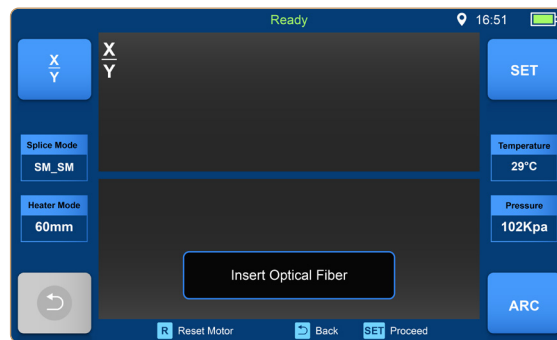 Ready
16:51
X
Y
X
Y
SET
Splice Mode
SM_SM
Temperature
29°C
Heater Mode
60mm
Pressure
102Kpa
Insert Optical Fiber
ARC
R Reset Motor
Back
SET Proceed